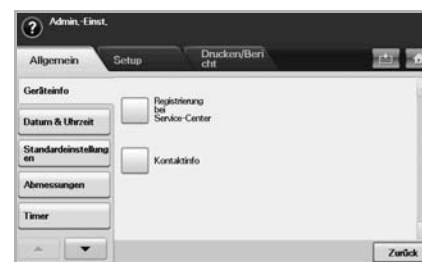 Admin.-Einst.
Allgemein
Setup
Drucken/Beri
cht
Geräteinfo
Datum & Uhrzeit
Standardeinstellung
en
Abmessungen
Timer
Registrierung
bei
Service-Center
Kontaktinfo
Zurück